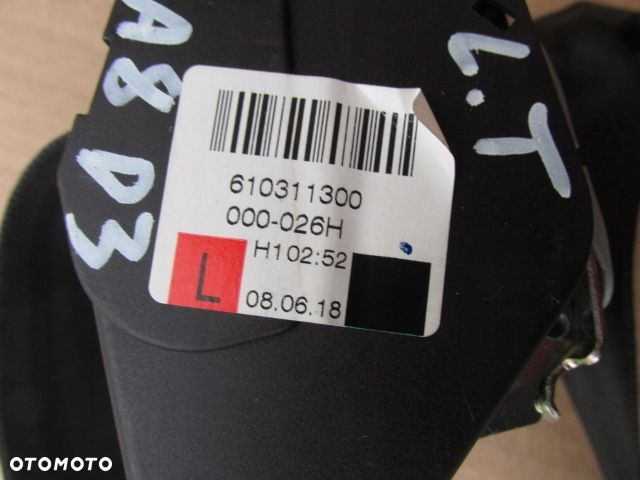 A8 D3
L.T
610311300
000-026H
H102:52
L
08.06.18
OTOMOTO